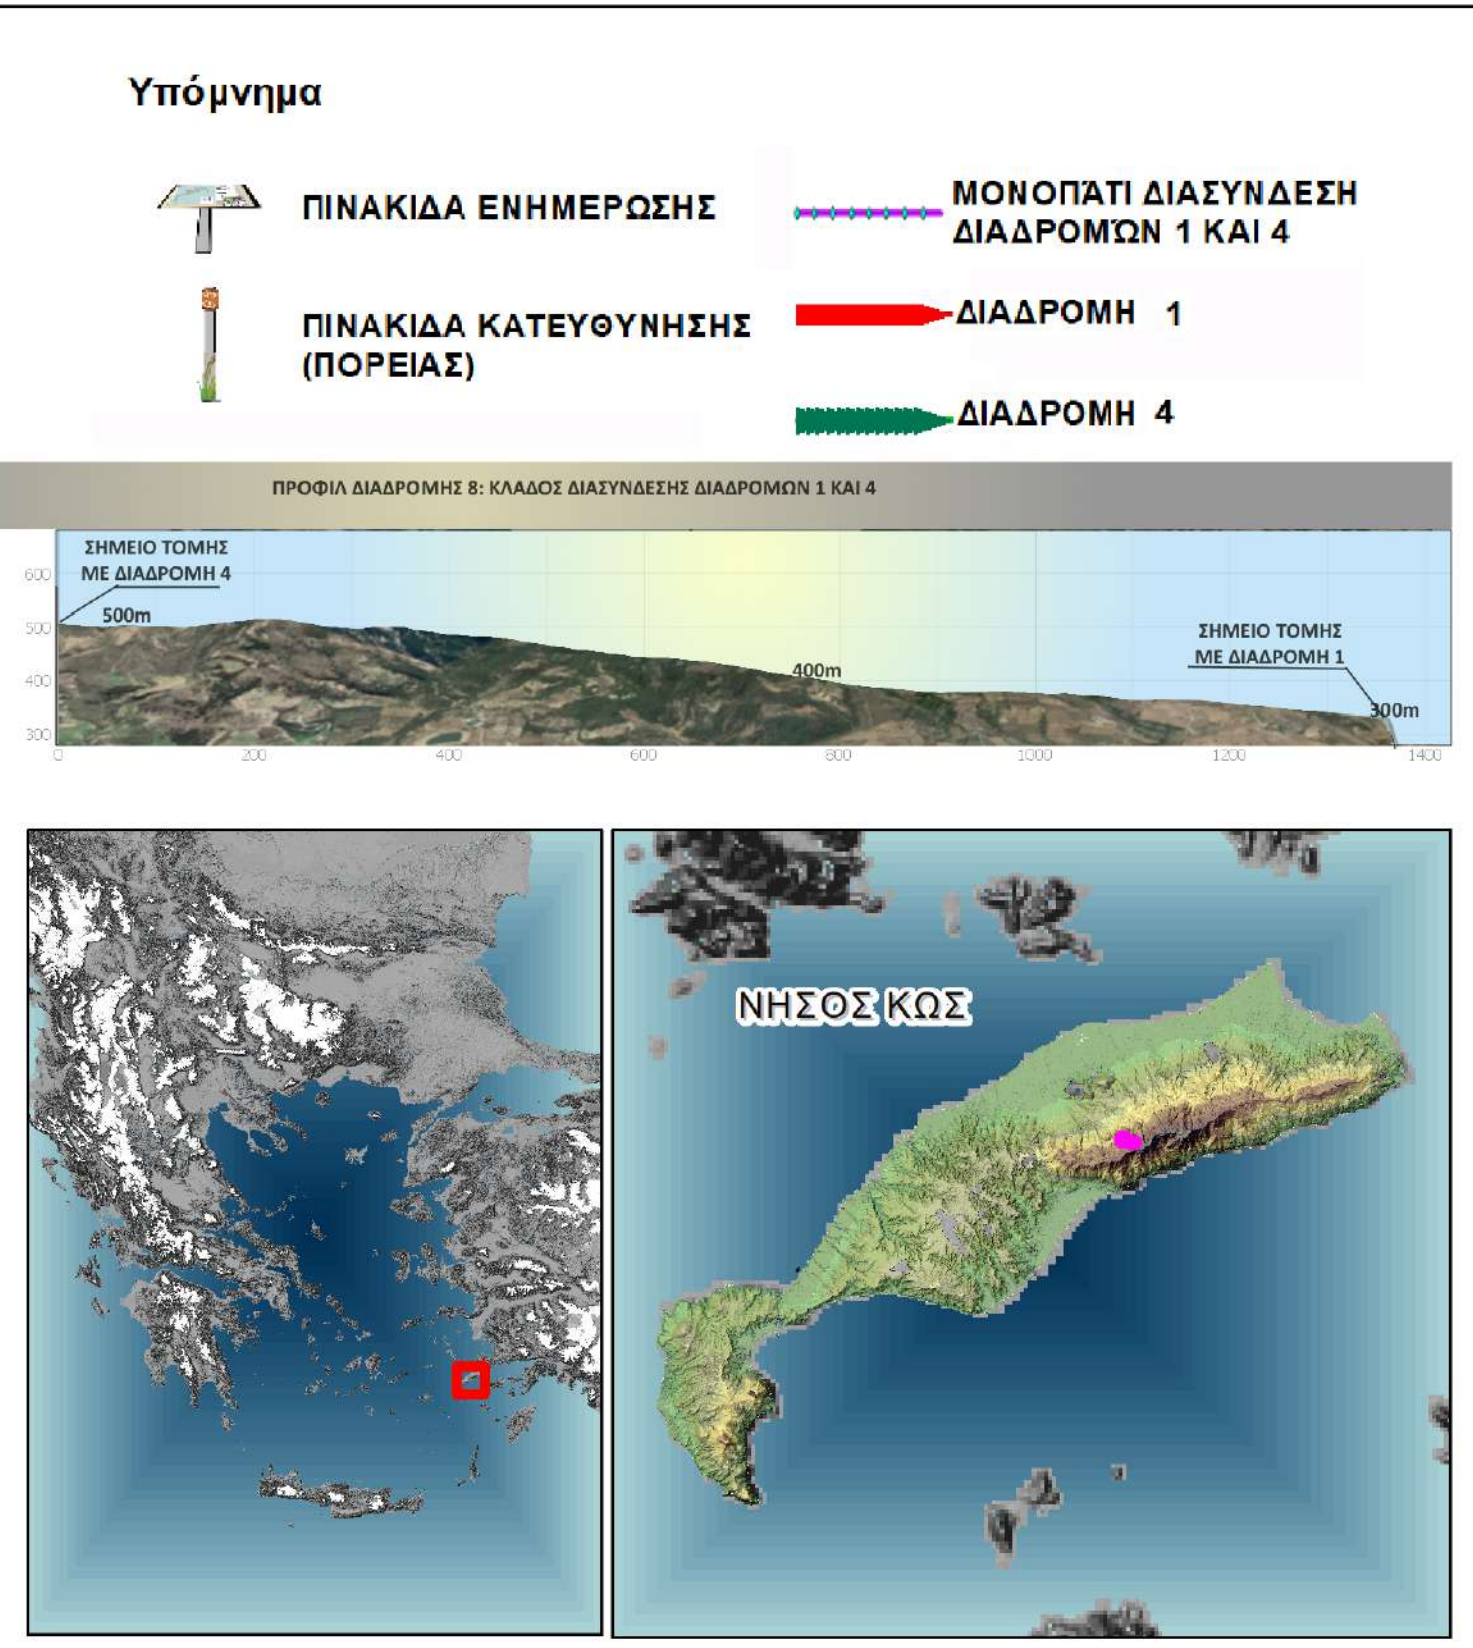 Υπόμνημα
ΠΙΝΑΚΙΔΑ ΕΝΗΜΕΡΩΣΗΣ
ΠΙΝΑΚΙΔΑ ΚΑΤΕΥΘΥΝΗΣΗΣ
(ΠΟΡΕΙΑΣ)
ΜΟΝΟΠΆΤΙ ΔΙΑΣΥΝΔΕΣΗ
ΔΙΑΔΡΟΜΏΝ 1 ΚΑΙ 4
ΔΙΑΔΡΟΜΗ 1
ΔΙΑΔΡΟΜΗ 4
ΠΡΟΦΙΛ ΔΙΑΔΡΟΜΗΣ 8: ΚΛΑΔΟΣ ΔΙΑΣΥΝΔΕΣΗΣ ΔΙΑΔΡΟΜΩΝ 1 ΚΑΙ 4
ΣΗΜΕΙΟ ΤΟΜΗΣ
ΜΕ ΔΙΑΔΡΟΜΗ 4
500m
400m
ΣΗΜΕΙΟ ΤΟΜΗΣ
ΜΕ ΔΙΑΔΡΟΜΗ 1
300m
600
500
400
300
0 200 400 600 800 1000 1200 1400
ΝΗΣΟΣ ΚΩΣ